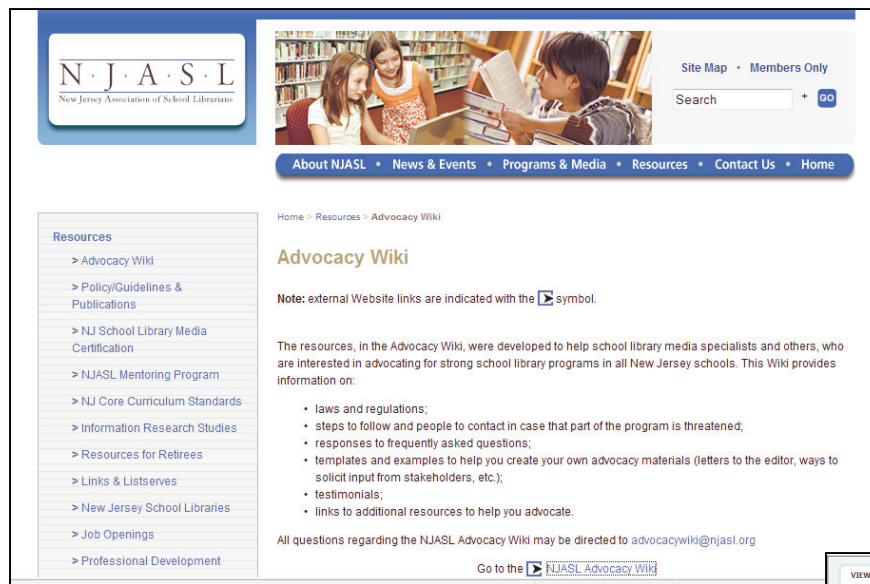 N·J·A·S·L
New Jersey Association of School Librarians
Site Map • Members Only
Search + GO
About NJASL • News & Events • Programs & Media • Resources • Contact Us • Home
Resources
> Advocacy Wiki
> Policy/Guidelines &
Publications
> NJ School Library Media
Certification
> NJASL Mentoring Program
> NJ Core Curriculum Standards
> Information Research Studies
> Resources for Retirees
> Links & Listserves
> New Jersey School Libraries
> Job Openings
> Professional Development
Home > Resources > Advocacy Wiki
Advocacy Wiki
Note: external Website links are indicated with the symbol.
The resources, in the Advocacy Wiki, were developed to help school library media specialists and others, who
are interested in advocating for strong school library programs in all New Jersey schools. This Wiki provides
information on:
• laws and regulations;
• steps to follow and people to contact in case that part of the program is threatened;
• responses to frequently asked questions;
• templates and examples to help you create your own advocacy materials (letters to the editor, ways to
solicit input from stakeholders, etc.);
• testimonials;
• links to additional resources to help you advocate.
All questions regarding the NJASL Advocacy Wiki may be directed to advocacywiki@njasl.org
Go to the NJASL Advocacy Wiki
VIEW